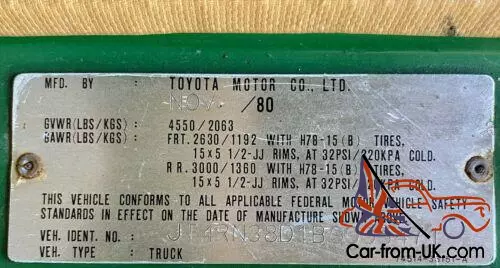 MFD. BY : TOYOTA MOTOR CO., LTD.
NOV. /80
GVWR(LBS/KGS) : 4550/2063
GAWR(LBS/KGS) : FRT. 2630/1192 WITH H78-15(B) TIRES,
15x5 1/2-JJ RIMS, AT 32PSI/220KPA COLD.
RR. 3000/1360 WITH H78-15(B) TIRES,
15x5 1/2-JJ RIMS, AT 32PSI/220KPA COLD.
THIS VEHICLE CONFORMS TO ALL APPLICABLE FEDERAL MOTOR VEHICLE SAFETY
STANDARDS IN EFFECT ON THE DATE OF MANUFACTURE SHOWN ABOVE.
VEH. IDENT. NO. :
VEH. TYPE : TRUCK
Car-from-UK.com